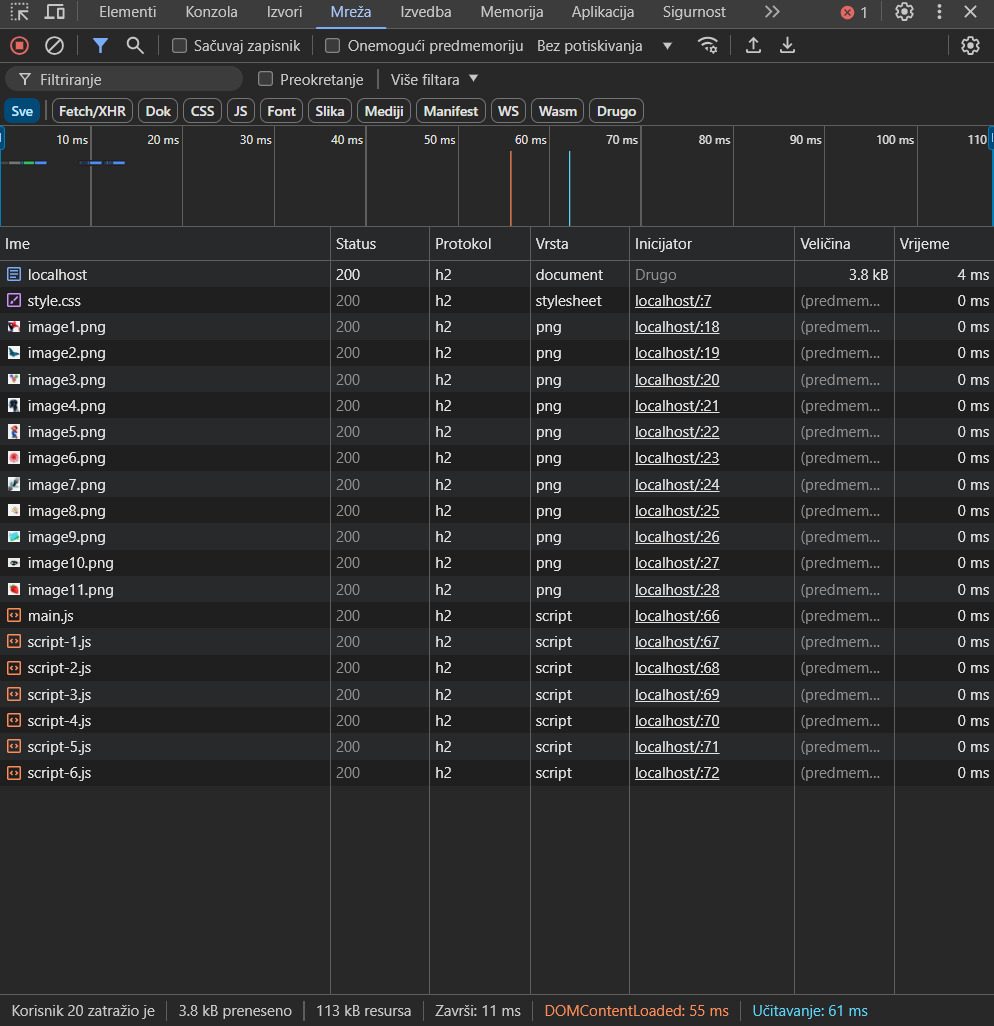 Elementi Konzola Izvori Mreža Izvedba Memorija Aplikacija Sigurnost 1
Sačuvaj zapisnik Onemogući predmemoriju Bez potiskivanja
Filtriranje Preokretanje Više filtara
Sve Fetch/XHR Dok CSS JS Font Slika Mediji Manifest WS Wasm Drugo
10 ms 20 ms 30 ms 40 ms 50 ms 60 ms 70 ms 80 ms 90 ms 100 ms 110
Ime Status Protokol Vrsta Inicijator Veličina Vrijeme
localhost 200 h2 document Drugo 3.8 kB 4 ms
style.css 200 h2 stylesheet localhost/:7 (predmem... 0 ms
image1.png 200 h2 png localhost/:18 (predmem... 0 ms
image2.png 200 h2 png localhost/:19 (predmem... 0 ms
image3.png 200 h2 png localhost/:20 (predmem... 0 ms
image4.png 200 h2 png localhost/:21 (predmem... 0 ms
image5.png 200 h2 png localhost/:22 (predmem... 0 ms
image6.png 200 h2 png localhost/:23 (predmem... 0 ms
image7.png 200 h2 png localhost/:24 (predmem... 0 ms
image8.png 200 h2 png localhost/:25 (predmem... 0 ms
image9.png 200 h2 png localhost/:26 (predmem... 0 ms
image10.png 200 h2 png localhost/:27 (predmem... 0 ms
image11.png 200 h2 png localhost/:28 (predmem... 0 ms
main.js 200 h2 script localhost/:66 (predmem... 0 ms
script-1.js 200 h2 script localhost/:67 (predmem... 0 ms
script-2.js 200 h2 script localhost/:68 (predmem... 0 ms
script-3.js 200 h2 script localhost/:69 (predmem... 0 ms
script-4.js 200 h2 script localhost/:70 (predmem... 0 ms
script-5.js 200 h2 script localhost/:71 (predmem... 0 ms
script-6.js 200 h2 script localhost/:72 (predmem... 0 ms
Korisnik 20 zatražio je 3.8 kB preneseno 113 kB resursa Završi: 11 ms DOMContentLoaded: 55 ms Učitavanje: 61 ms